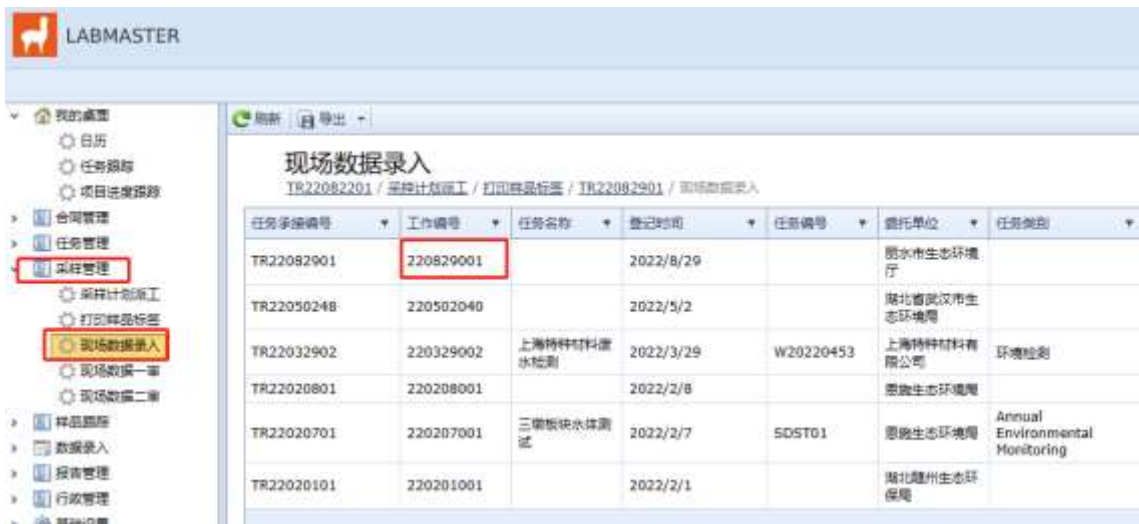 LABMASTER
我的桌面
日历
任务跟踪
项目进度跟踪
合同管理
任务管理
采样管理
采样计划派工
打印样品标签
现场数据录入
现场数据一审
现场数据二审
样品跟踪
数据录入
报告管理
行政管理
基础设置
刷新 导出
现场数据录入
TR22082201 / 采样计划派工 / 打印样品标签 / TR22082901 / 现场数据录入
任务承接编号 工作编号 任务名称 登记时间 任务编号 委托单位 任务类别
TR22082901 220829001 2022/8/29 丽水市生态环境
厅
TR22050248 220502040 2022/5/2 湖北省武汉市生
态环境局
TR22032902 220329002 上海特种材料废 2022/3/29 W20220453 上海特种材料有 环境检测
水检测 限公司
TR22020801 220208001 2022/2/8 恩施生态环境局
TR22020701 220207001 三墩板块水体测 2022/2/7 SDST01 恩施生态环境局 Annual
试 Environmental
Monitoring
TR22020101 220201001 2022/2/1 湖北随州生态环
保局